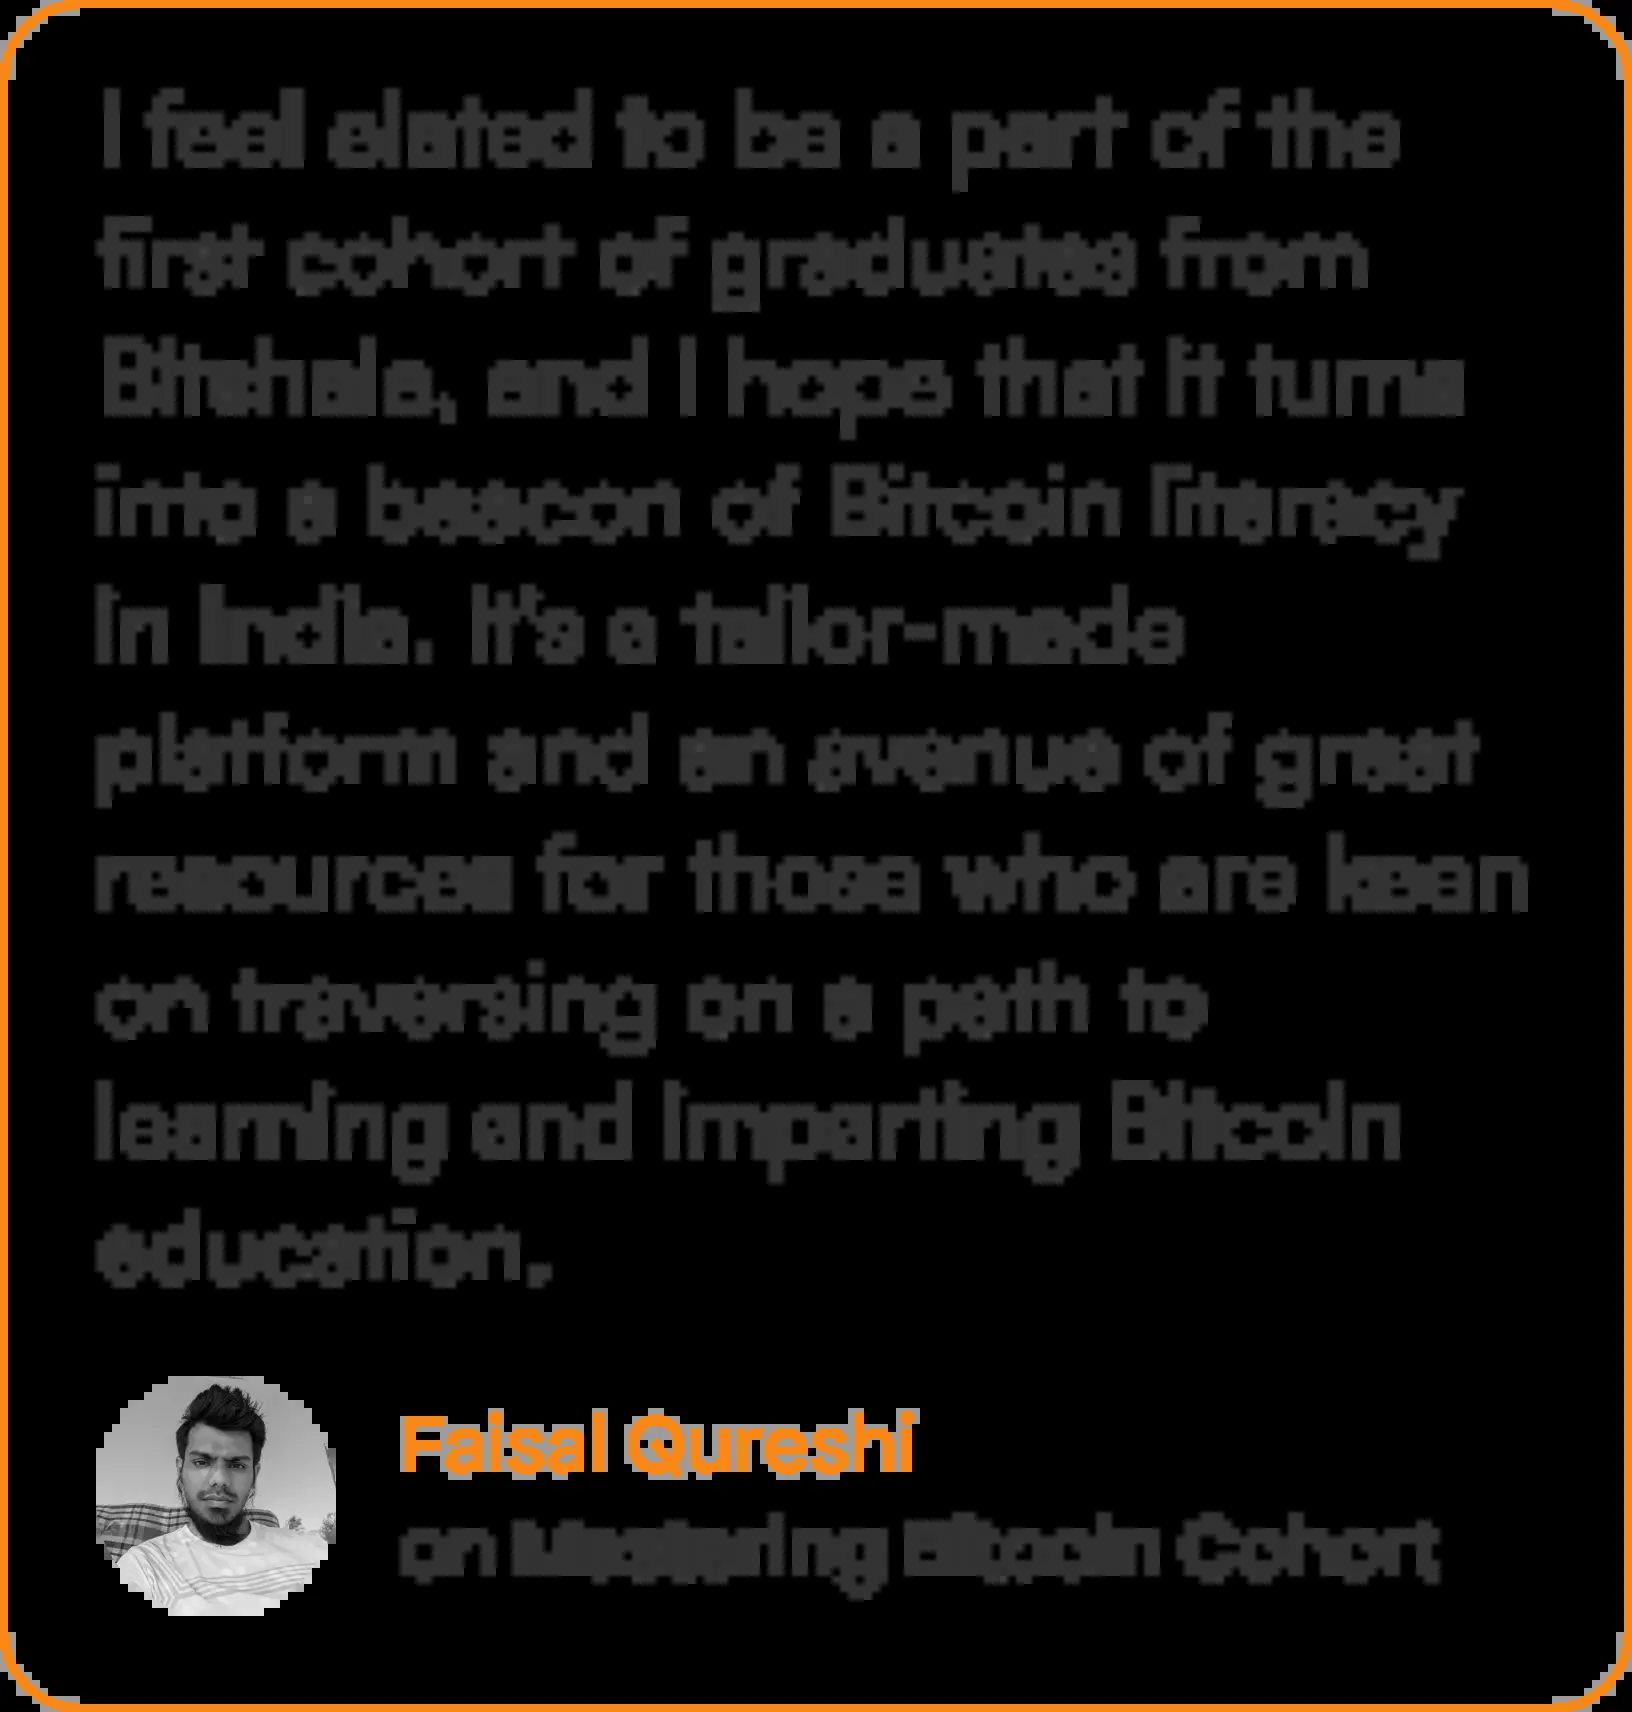 I feel elated to be a part of the
first cohort of graduates from
Bitshala, and I hope that it turns
into a beacon of Bitcoin literacy
in India. It's a tailor-made
platform and an avenue of great
resources for those who are keen
on traversing on a path to
learning and imparting Bitcoin
education.
Faisal Qureshi
on Mastering Bitcoin Cohort